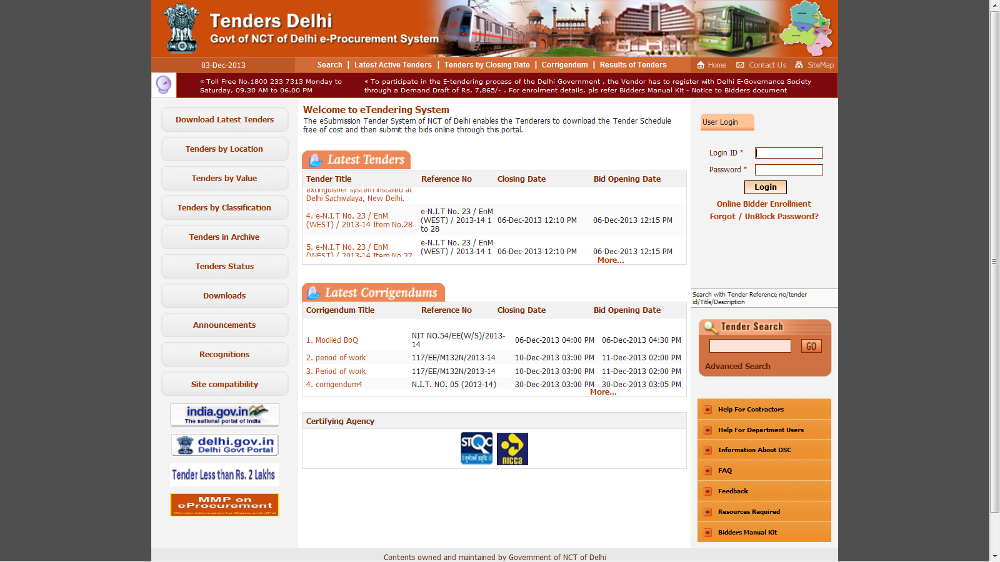 Tenders Delhi
Govt of NCT of Delhi e-Procurement System
03-Dec-2013
Search | Latest Active Tenders | Tenders by Closing Date | Corrigendum | Results of Tenders
Home Contact Us SiteMap
« Toll Free No.1800 233 7313 Monday to
Saturday, 09.30 AM to 06.00 PM
« To participate in the E-tendering process of the Delhi Government , the Vendor has to register with Delhi E-Governance Society
through a Demand Draft of Rs. 7,865/- . For enrolment details, pls refer Bidders Manual Kit - Notice to Bidders document
Download Latest Tenders
Tenders by Location
Tenders by Value
Tenders by Classification
Tenders in Archive
Tenders Status
Downloads
Announcements
Recognitions
Site compatibility
india.gov.in
The national portal of India
delhi.gov.in
Delhi Govt Portal
Tender Less than Rs. 2 Lakhs
MMP on
eProcurement
(Tender information for States and UT's)
Welcome to eTendering System
The eSubmission Tender System of NCT of Delhi enables the Tenderers to download the Tender Schedule
free of cost and then submit the bids online through this portal.
Latest Tenders
Tender Title Reference No Closing Date Bid Opening Date
extinguisher system installed at
Delhi Sachivalaya, New Delhi.
4. e-N.I.T No. 23 / EnM
(WEST) / 2013-14 Item No.28
e-N.I.T No. 23 / EnM
(WEST) / 2013-14 1
to 28
06-Dec-2013 12:10 PM 06-Dec-2013 12:15 PM
5. e-N.I.T No. 23 / EnM
(WEST) / 2013-14 Item No.27
e-N.I.T No. 23 / EnM
(WEST) / 2013-14 1
06-Dec-2013 12:10 PM 06-Dec-2013 12:15 PM
More...
Latest Corrigendums
Corrigendum Title Reference No Closing Date Bid Opening Date
1. Modiied BoQ
NIT NO.54/EE(W/S)/2013-
14
06-Dec-2013 04:00 PM 06-Dec-2013 04:30 PM
2. period of work 117/EE/M132N/2013-14 10-Dec-2013 03:00 PM 11-Dec-2013 02:00 PM
3. Period of work 117/EE/M132N/2013-14 10-Dec-2013 03:00 PM 11-Dec-2013 02:00 PM
4. corrigendum4 N.I.T. NO. 05 (2013-14) 30-Dec-2013 03:00 PM 30-Dec-2013 03:05 PM
More...
Certifying Agency
STQC
nicca
User Login
Login ID *
Password *
Login
Online Bidder Enrollment
Forgot / UnBlock Password?
Search with Tender Reference no/tender
id/Title/Description
Tender Search
GO
Advanced Search
Help For Contractors
Help For Department Users
Information About DSC
FAQ
Feedback
Resources Required
Bidders Manual Kit
Contents owned and maintained by Government of NCT of Delhi